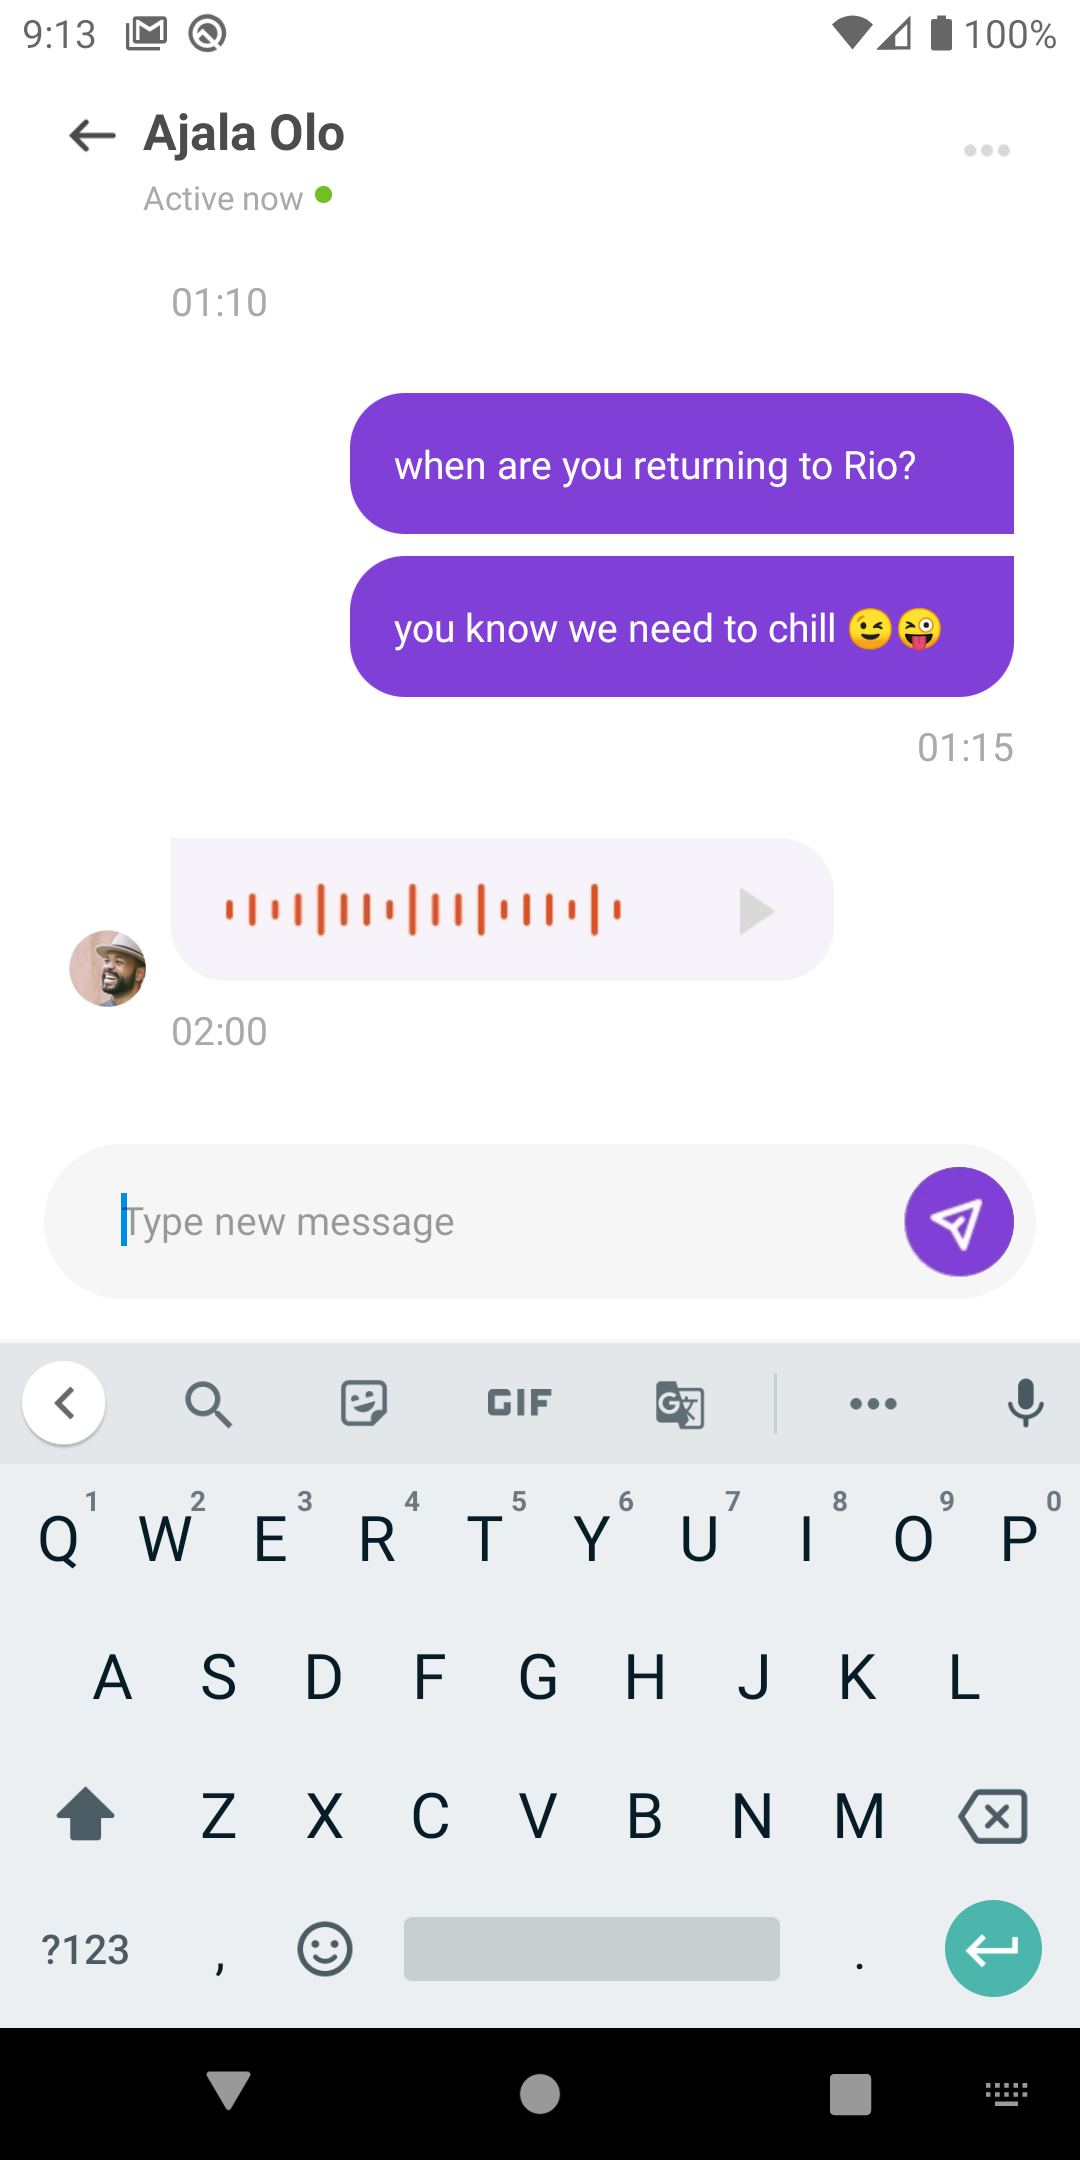 9:13 100%
Ajala Olo
Active now
01:10
when are you returning to Rio?
you know we need to chill 😉😜
01:15
02:00
Type new message
GIF
1 2 3 4 5 6 7 8 9 0
Q W E R T Y U I O P
A S D F G H J K L
Z X C V B N M
?123 , .